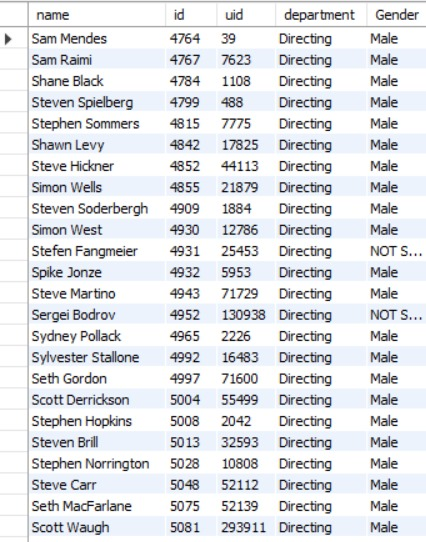 name id uid department Gender
Sam Mendes 4764 39 Directing Male
Sam Raimi 4767 7623 Directing Male
Shane Black 4784 1108 Directing Male
Steven Spielberg 4799 488 Directing Male
Stephen Sommers 4815 7775 Directing Male
Shawn Levy 4842 17825 Directing Male
Steve Hickner 4852 44113 Directing Male
Simon Wells 4855 21879 Directing Male
Steven Soderbergh 4909 1884 Directing Male
Simon West 4930 12786 Directing Male
Stefen Fangmeier 4931 25453 Directing NOT S...
Spike Jonze 4932 5953 Directing Male
Steve Martino 4943 71729 Directing Male
Sergei Bodrov 4952 130938 Directing NOT S...
Sydney Pollack 4965 2226 Directing Male
Sylvester Stallone 4992 16483 Directing Male
Seth Gordon 4997 71600 Directing Male
Scott Derrickson 5004 55499 Directing Male
Stephen Hopkins 5008 2042 Directing Male
Steven Brill 5013 32593 Directing Male
Stephen Norrington 5028 10808 Directing Male
Steve Carr 5048 52112 Directing Male
Seth MacFarlane 5075 52139 Directing Male
Scott Waugh 5081 293911 Directing Male